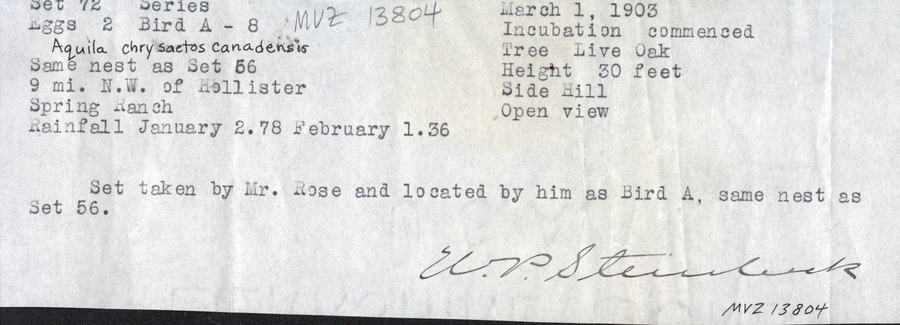 Set 72 Series
Eggs 2 Bird A - 8
MVZ 13804
Aquila chrysaetos canadensis
Same nest as Set 56
9 mi. N.W. of Hollister
Spring Ranch
Rainfall January 2.78 February 1.36
March 1, 1903
Incubation commenced
Tree Live Oak
Height 30 feet
Side Hill
Open view
Set taken by Mr. Rose and located by him as Bird A, same nest as
Set 56.
W. P. Steinbeck
MVZ 13804